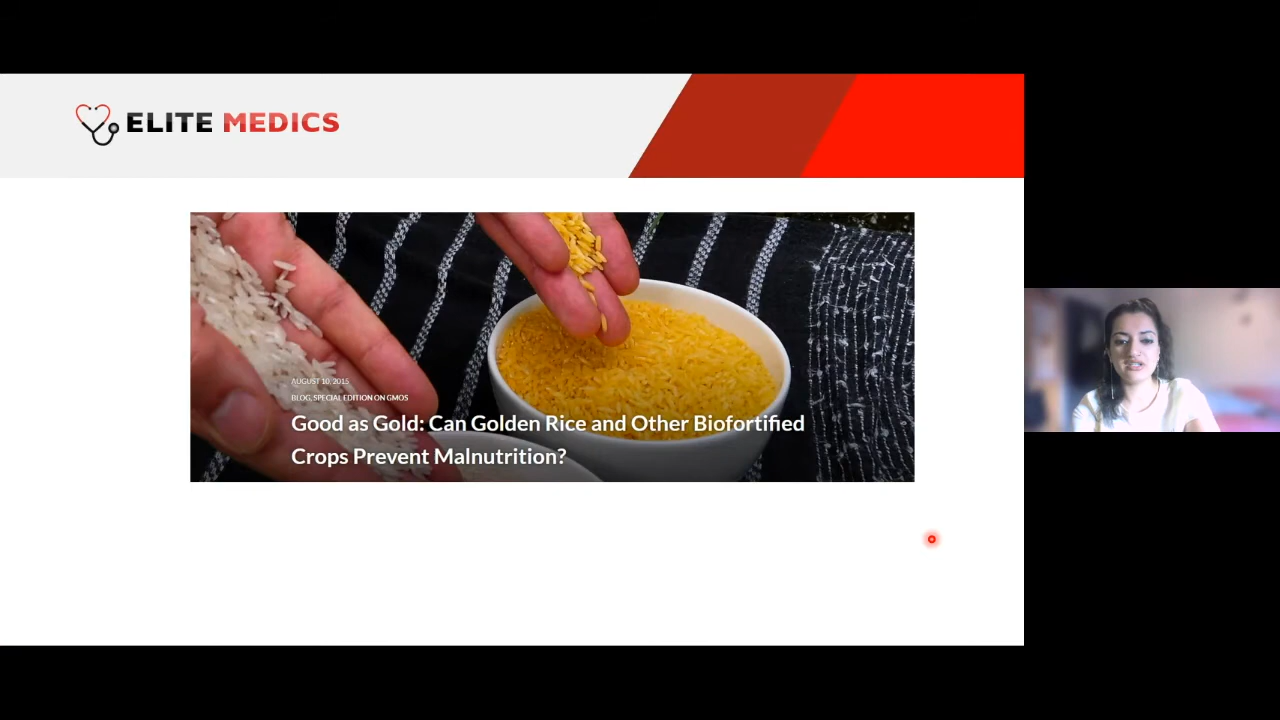 ELITE MEDICS
AUGUST 10, 2015
BLOG, SPECIAL EDITION ON GMOS
Good as Gold: Can Golden Rice and Other Biofortified
Crops Prevent Malnutrition?